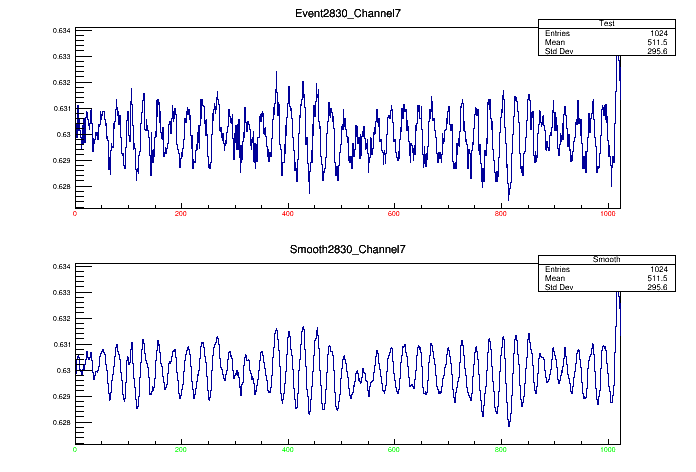 Event2830_Channel7
Test
Entries 1024
Mean 511.5
Std Dev 295.6
0.634
0.633
0.632
0.631
0.63
0.629
0.628
0 200 400 600 800 1000
Smooth2830_Channel7
Smooth
Entries 1024
Mean 511.5
Std Dev 295.6
0.634
0.633
0.632
0.631
0.63
0.629
0.628
0 200 400 600 800 1000